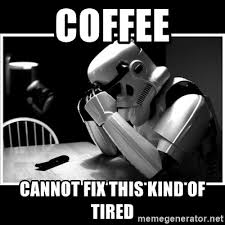 COFFEE
CANNOT FIX THIS KIND OF
TIRED
memegenerator.net